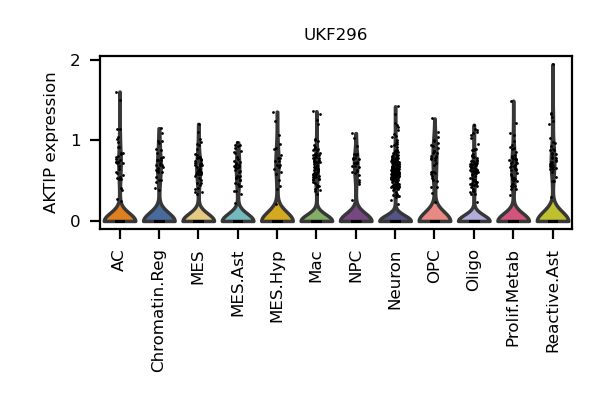 UKF296
AKTIP expression
2
1
0
AC
Chromatin.Reg
MES
MES.Ast
MES.Hyp
Mac
NPC
Neuron
OPC
Oligo
Prolif.Metab
Reactive.Ast